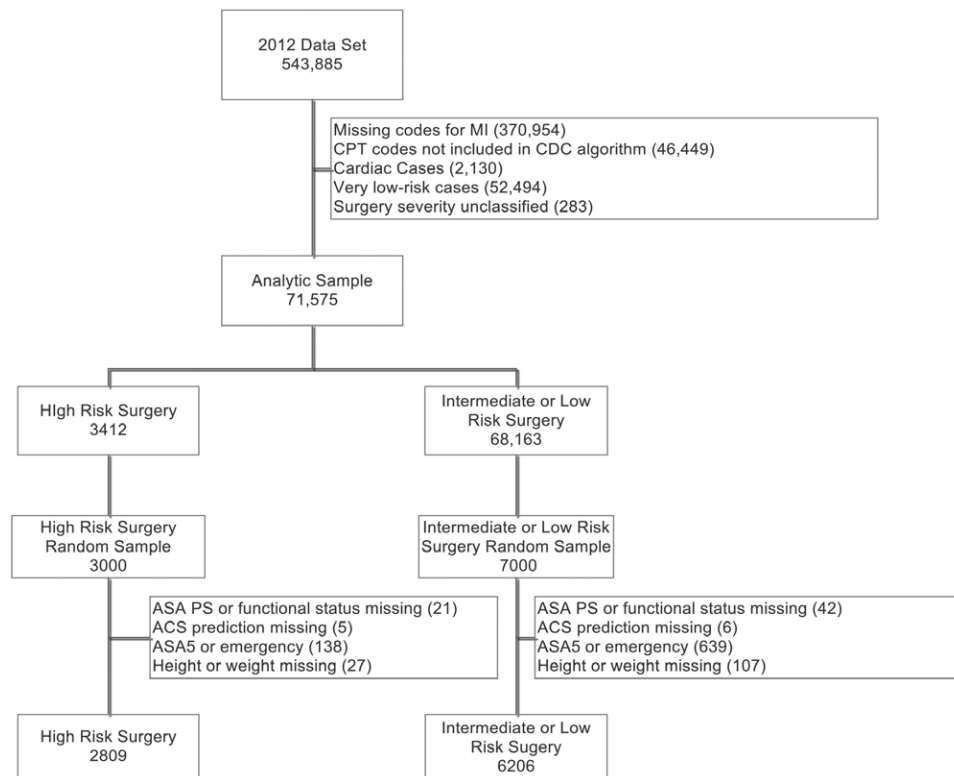 2012 Data Set
543,885
Missing codes for MI (370,954)
CPT codes not included in CDC algorithm (46,449)
Cardiac Cases (2,130)
Very low-risk cases (52,494)
Surgery severity unclassified (283)
Analytic Sample
71,575
HIgh Risk Surgery
3412
Intermediate or Low
Risk Surgery
68,163
High Risk Surgery
Random Sample
3000
Intermediate or Low Risk
Surgery Random Sample
7000
ASA PS or functional status missing (21)
ACS prediction missing (5)
ASA5 or emergency (138)
Height or weight missing (27)
ASA PS or functional status missing (42)
ACS prediction missing (6)
ASA5 or emergency (639)
Height or weight missing (107)
High Risk Surgery
2809
Intermediate or Low
Risk Sugery
6206